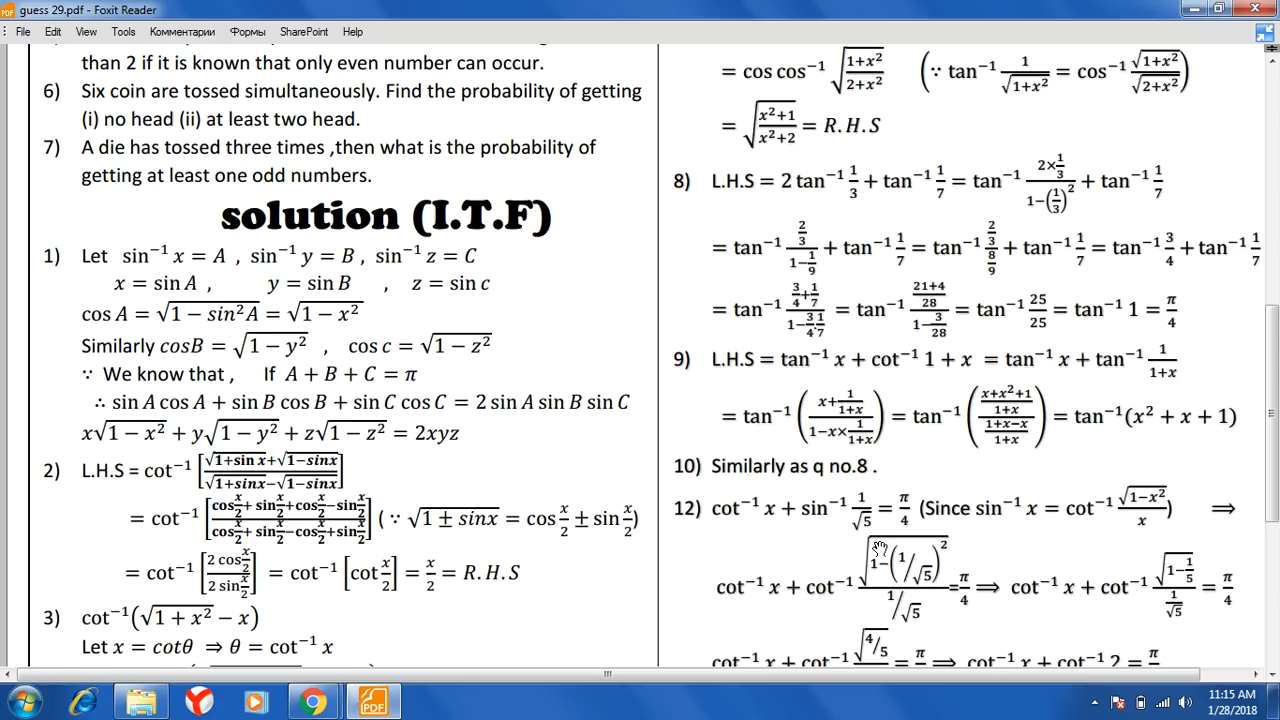 guess 29.pdf - Foxit Reader
File Edit View Tools Комментарии Формы SharePoint Help
than 2 if it is known that only even number can occur.
6) Six coin are tossed simultaneously. Find the probability of getting
(i) no head (ii) at least two head.
7) A die has tossed three times ,then what is the probability of
getting at least one odd numbers.
solution (I.T.F)
1) Let sin⁻¹ x = A , sin⁻¹ y = B , sin⁻¹ z = C
x = sin A , y = sin B , z = sin c
cos A = √(1 − sin²A) = √(1 − x²)
Similarly cosB = √(1 − y²) , cos c = √(1 − z²)
∵ We know that , If A + B + C = π
∴ sin A cos A + sin B cos B + sin C cos C = 2 sin A sin B sin C
x√(1 − x²) + y√(1 − y²) + z√(1 − z²) = 2xyz
2) L.H.S = cot⁻¹ [(√(1+sin x)+√(1−sinx))/(√(1+sinx)−√(1−sinx))]
= cot⁻¹ [(cos x/2 + sin x/2 + cos x/2 − sin x/2)/(cos x/2 + sin x/2 − cos x/2 + sin x/2)] (∵ √(1 ± sinx) = cos x/2 ± sin x/2)
= cot⁻¹ [(2 cos x/2)/(2 sin x/2)] = cot⁻¹ [cot x/2] = x/2 = R.H.S
3) cot⁻¹(√(1 + x²) − x)
Let x = cotθ ⇒ θ = cot⁻¹ x
= cos cos⁻¹ √((1+x²)/(2+x²)) (∵ tan⁻¹ 1/√(1+x²) = cos⁻¹ √(1+x²)/√(2+x²))
= √((x²+1)/(x²+2)) = R.H.S
8) L.H.S = 2 tan⁻¹ 1/3 + tan⁻¹ 1/7 = tan⁻¹ (2×1/3)/(1−(1/3)²) + tan⁻¹ 1/7
= tan⁻¹ (2/3)/(1−1/9) + tan⁻¹ 1/7 = tan⁻¹ (2/3)/(8/9) + tan⁻¹ 1/7 = tan⁻¹ 3/4 + tan⁻¹ 1/7
= tan⁻¹ (3/4+1/7)/(1−3/4·1/7) = tan⁻¹ ((21+4)/28)/(1−3/28) = tan⁻¹ 25/25 = tan⁻¹ 1 = π/4
9) L.H.S = tan⁻¹ x + cot⁻¹ 1 + x = tan⁻¹ x + tan⁻¹ 1/(1+x)
= tan⁻¹ ((x+1/(1+x))/(1−x×1/(1+x))) = tan⁻¹ (((x+x²+1)/(1+x))/((1+x−x)/(1+x))) = tan⁻¹(x² + x + 1)
10) Similarly as q no.8 .
12) cot⁻¹ x + sin⁻¹ 1/√5 = π/4 (Since sin⁻¹ x = cot⁻¹ √(1−x²)/x) ⇒
cot⁻¹ x + cot⁻¹ √(1−(1/√5)²)/(1/√5) = π/4 ⇒ cot⁻¹ x + cot⁻¹ √(1−1/5)/(1/√5) = π/4
cot⁻¹ x + cot⁻¹ √(4/5) = π ⇒ cot⁻¹ x + cot⁻¹ 2 = π
11:15 AM
1/28/2018